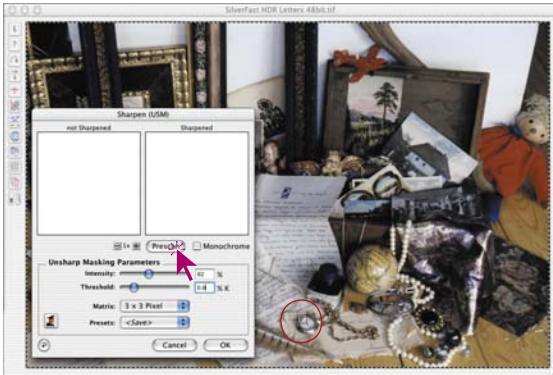 SilverFast HDR Letters 48bit.tif
Sharpen (USM)
not Sharpened
Sharpened
1x
Monochrome
Unsharp Masking Parameters
Intensity:
%
Threshold:
% K
Matrix: 3 x 3 Pixel
Presets: <Save>
Cancel
OK